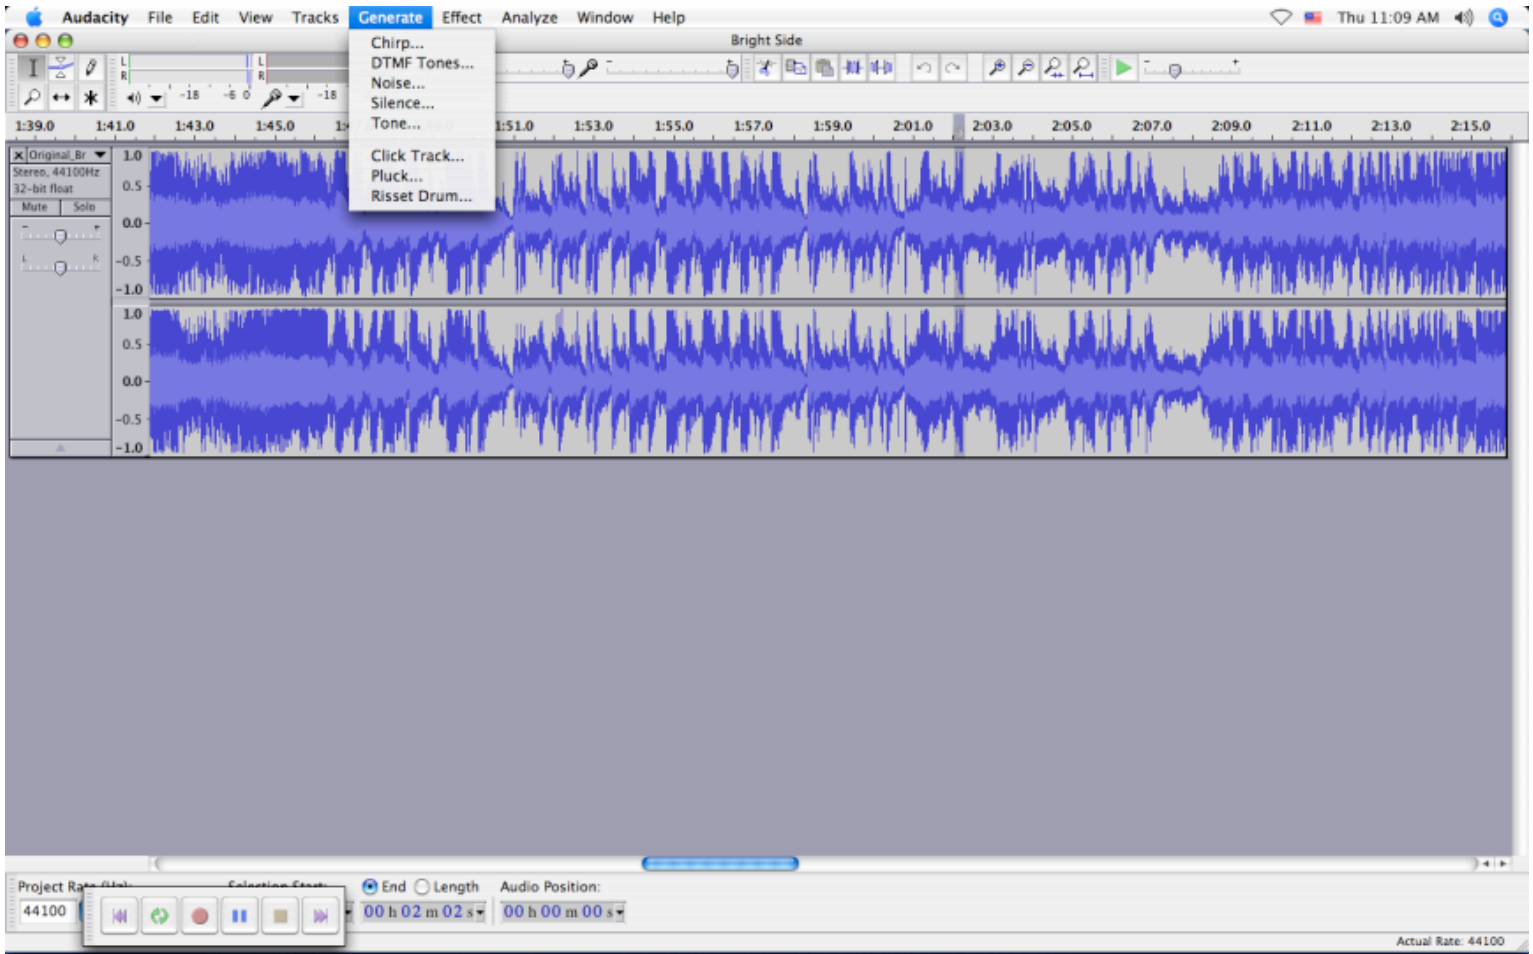 Audacity File Edit View Tracks Generate Effect Analyze Window Help Thu 11:09 AM
Bright Side
Chirp...
DTMF Tones...
Noise...
Silence...
Tone...
Click Track...
Pluck...
Risset Drum...
L L
R R
-18 -6 0 -18
1:39.0 1:41.0 1:43.0 1:45.0 1:51.0 1:53.0 1:55.0 1:57.0 1:59.0 2:01.0 2:03.0 2:05.0 2:07.0 2:09.0 2:11.0 2:13.0 2:15.0
Original_Br
Stereo, 44100Hz
32-bit float
Mute Solo
- +
L R
1.0
0.5
0.0
-0.5
-1.0
1.0
0.5
0.0
-0.5
-1.0
Project Rate (Hz): Selection Start: End Length Audio Position:
44100 00 h 02 m 02 s 00 h 00 m 00 s
Actual Rate: 44100